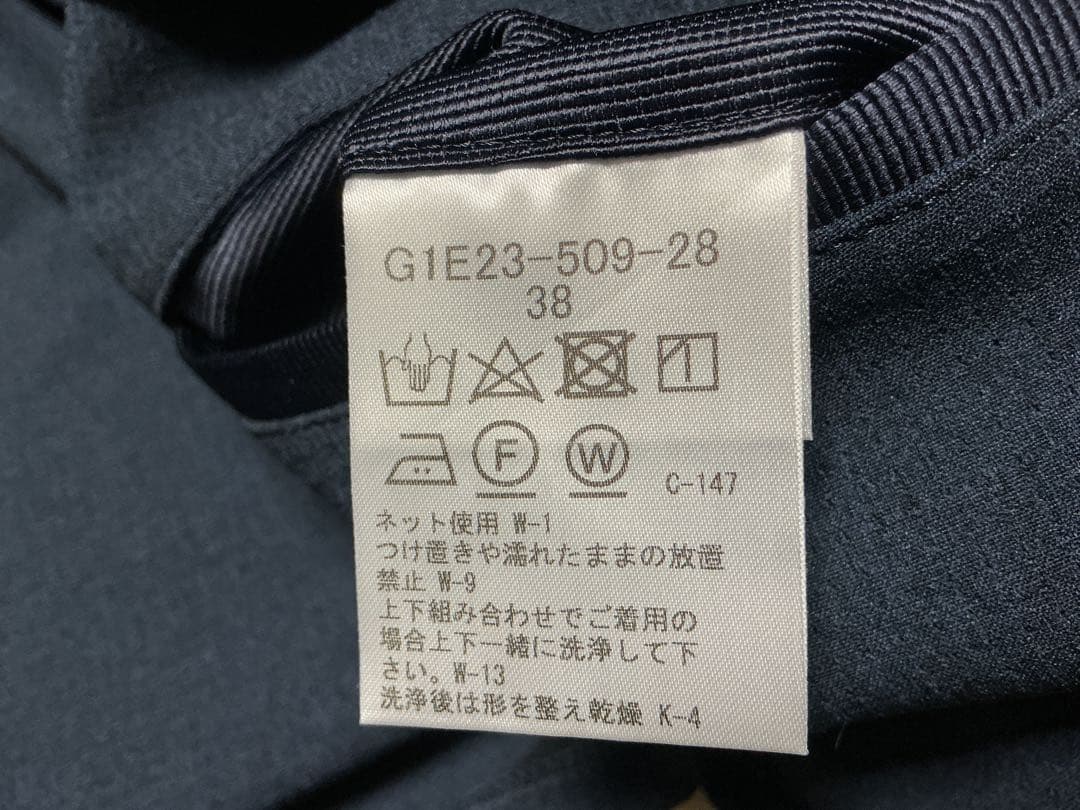 G1E23-509-28
38
F W C-147
ネット使用 W-1
つけ置きや濡れたままの放置
禁止 W-9
上下組み合わせでご着用の
場合上下一緒に洗浄して下
さい。W-13
洗浄後は形を整え乾燥 K-4